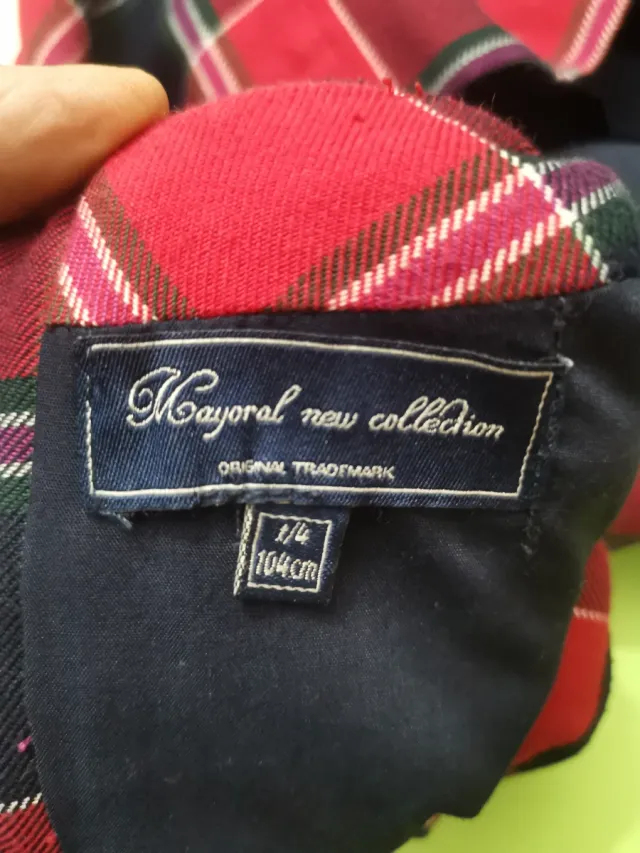 Mayoral new collection
ORIGINAL TRADEMARK
T/4
104cm